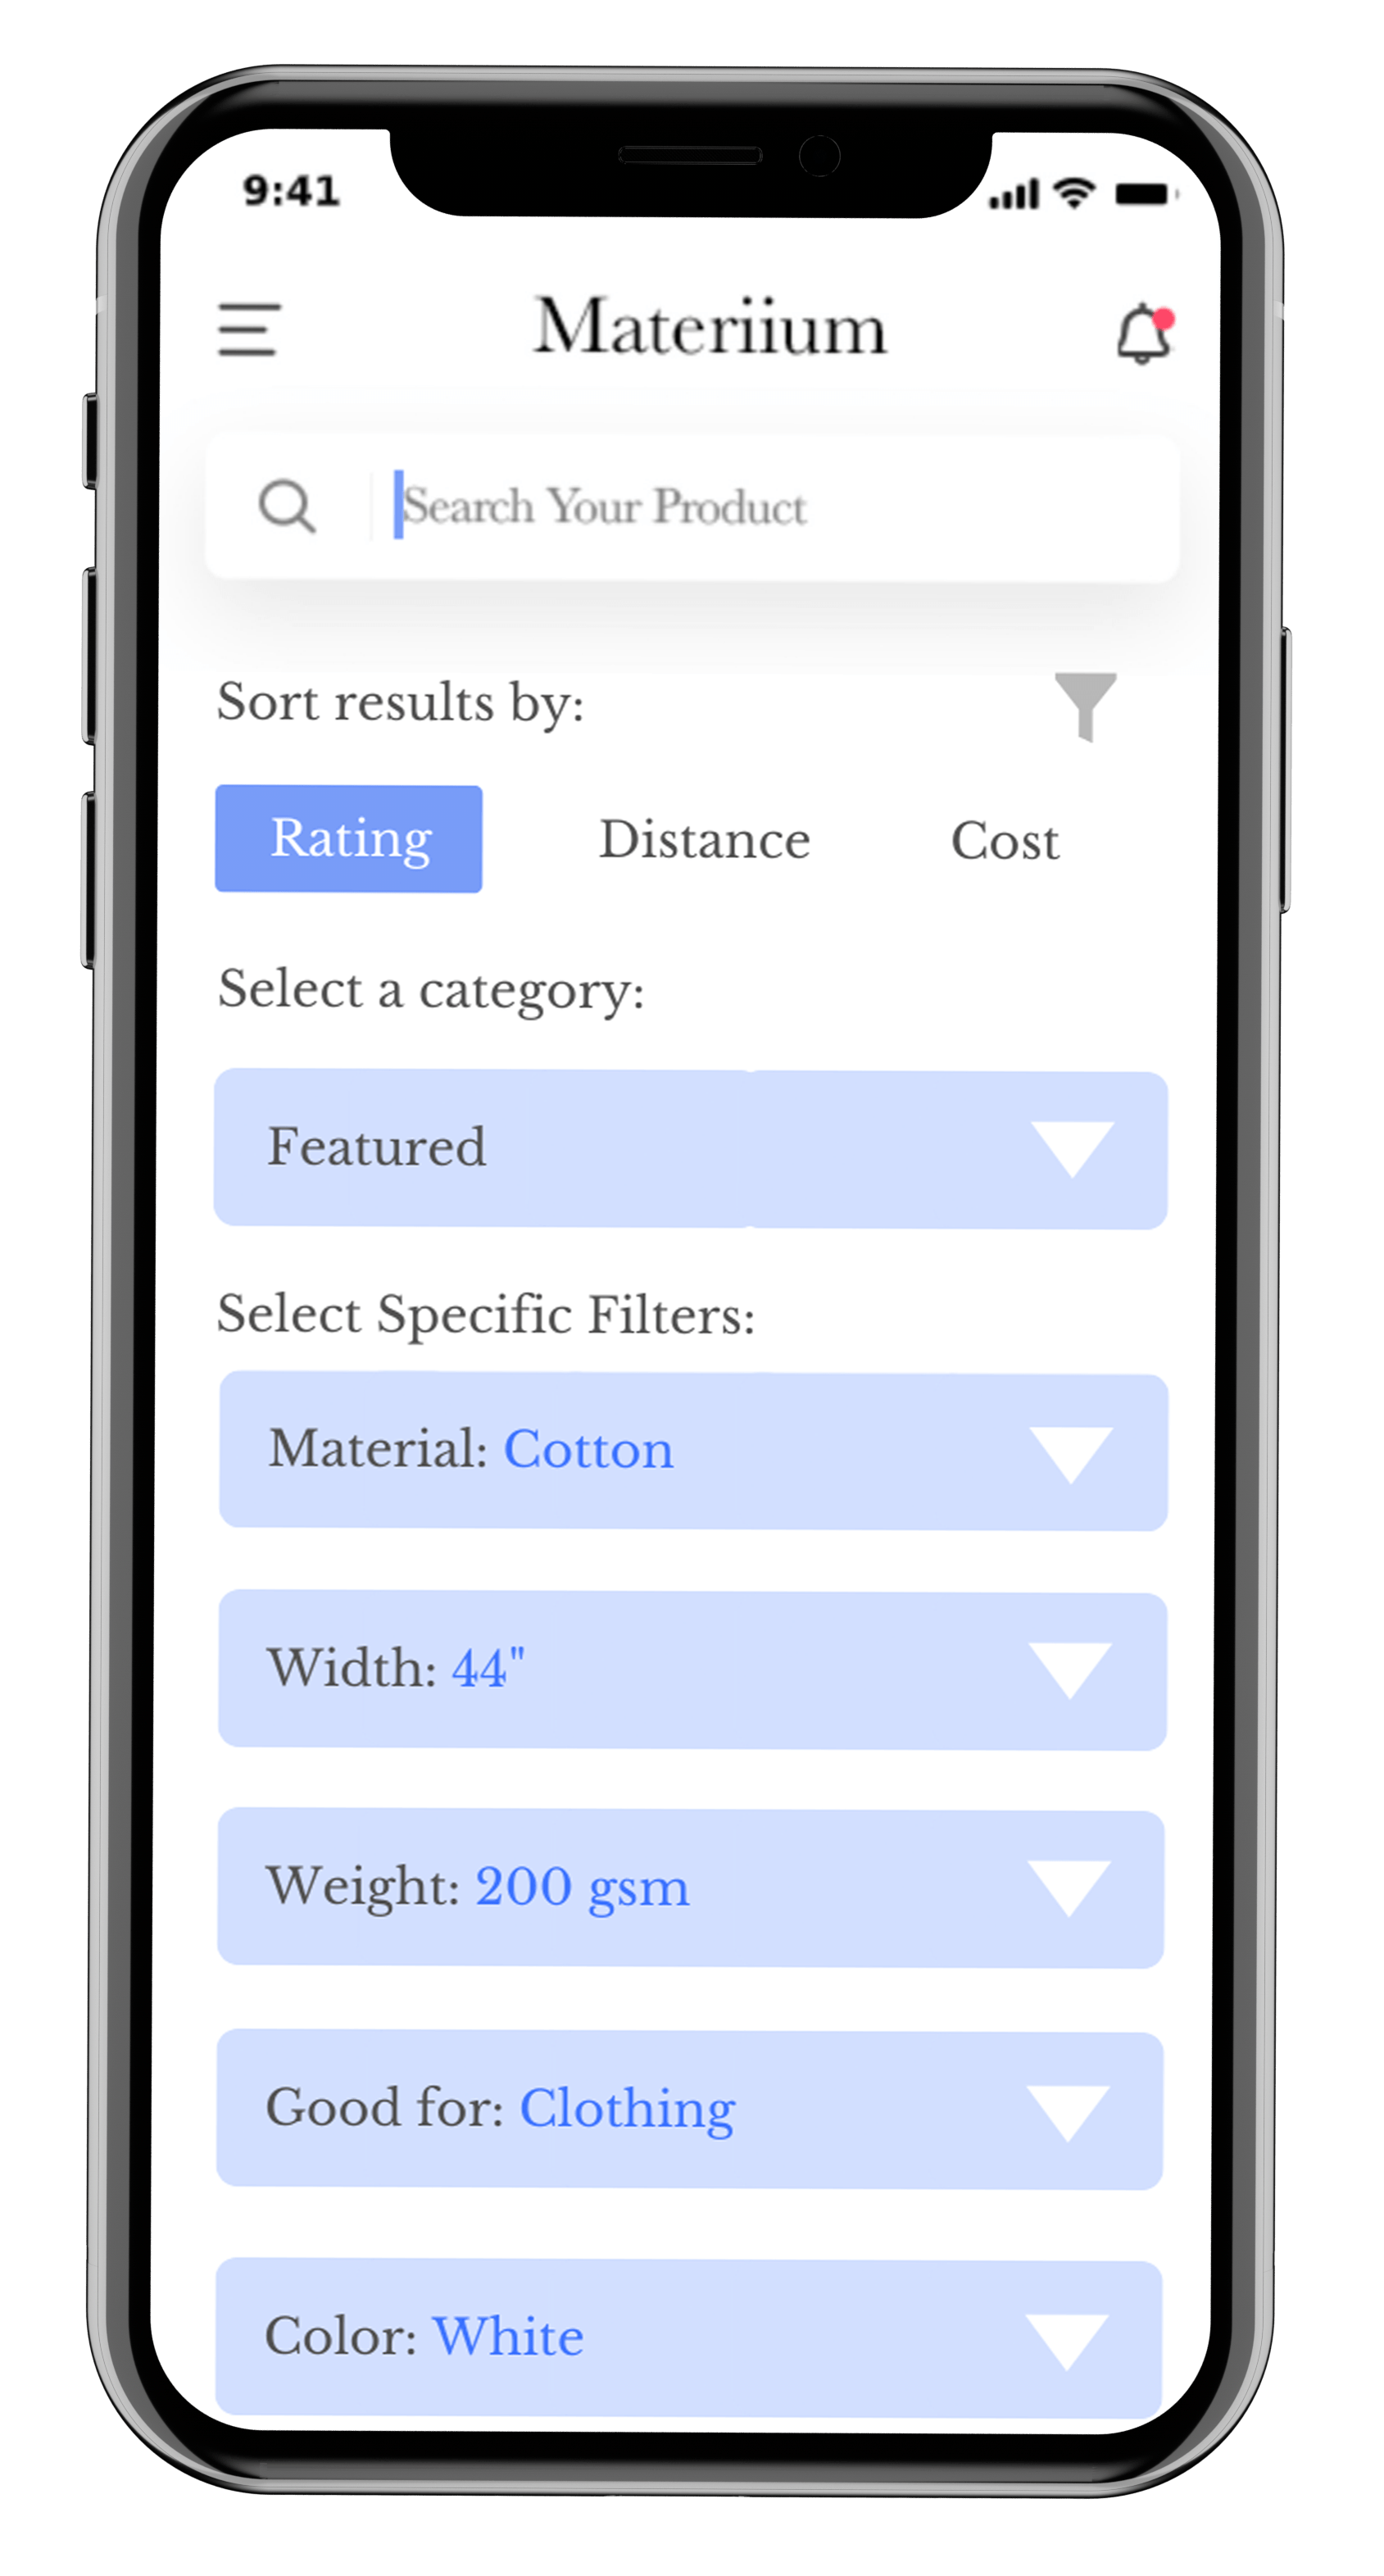 9:41
Materiium
Search Your Product
Sort results by:
Rating Distance Cost
Select a category:
Featured
Select Specific Filters:
Material: Cotton
Width: 44"
Weight: 200 gsm
Good for: Clothing
Color: White